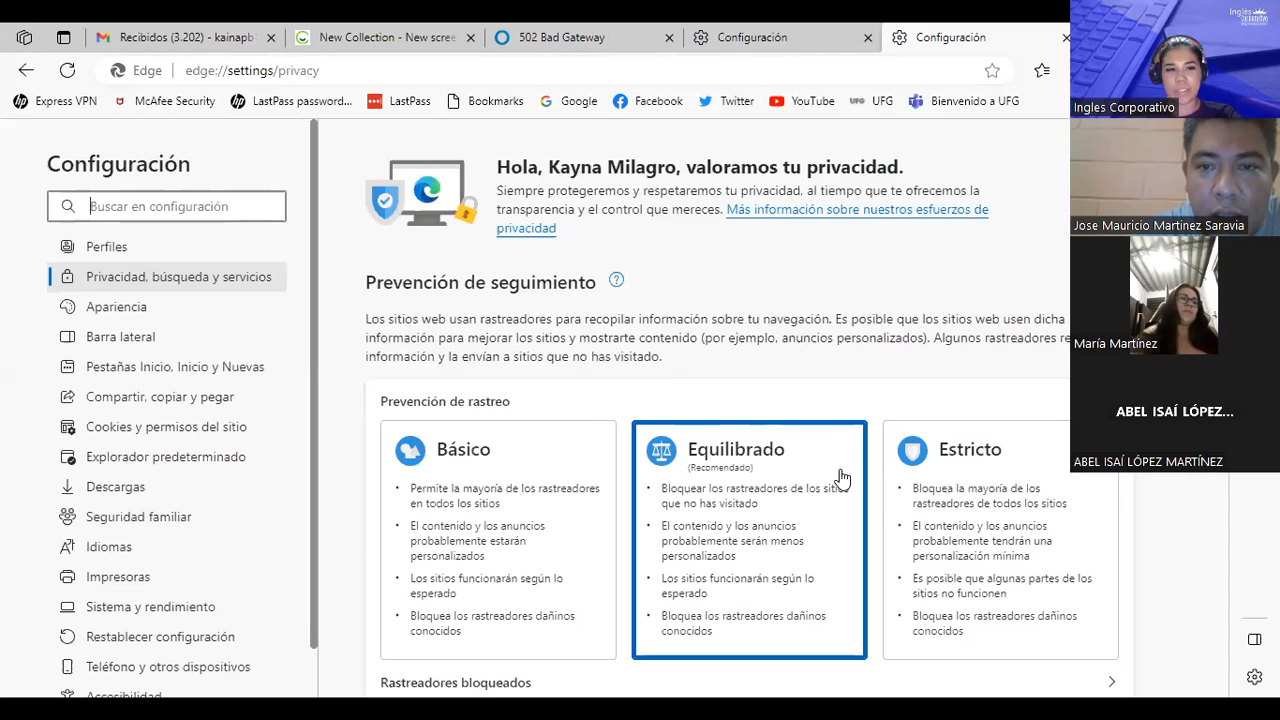 Recibidos (3.202) - kainapb
New Collection - New scree
502 Bad Gateway
Configuración
Configuración
Edge
edge://settings/privacy
Express VPN
McAfee Security
LastPass password...
LastPass
Bookmarks
Google
Facebook
Twitter
YouTube
UFG
Bienvenido a UFG
Configuración
Buscar en configuración
Perfiles
Privacidad, búsqueda y servicios
Apariencia
Barra lateral
Pestañas Inicio, Inicio y Nuevas
Compartir, copiar y pegar
Cookies y permisos del sitio
Explorador predeterminado
Descargas
Seguridad familiar
Idiomas
Impresoras
Sistema y rendimiento
Restablecer configuración
Teléfono y otros dispositivos
Accesibilidad
Hola, Kayna Milagro, valoramos tu privacidad.
Siempre protegeremos y respetaremos tu privacidad, al tiempo que te ofrecemos la
transparencia y el control que mereces. Más información sobre nuestros esfuerzos de
privacidad
Prevención de seguimiento
Los sitios web usan rastreadores para recopilar información sobre tu navegación. Es posible que los sitios web usen dicha
información para mejorar los sitios y mostrarte contenido (por ejemplo, anuncios personalizados). Algunos rastreadores re
información y la envían a sitios que no has visitado.
Prevención de rastreo
Básico
• Permite la mayoría de los rastreadores
en todos los sitios
• El contenido y los anuncios
probablemente estarán
personalizados
• Los sitios funcionarán según lo
esperado
• Bloquea los rastreadores dañinos
conocidos
Equilibrado
(Recomendado)
• Bloquear los rastreadores de los sitios
que no has visitado
• El contenido y los anuncios
probablemente serán menos
personalizados
• Los sitios funcionarán según lo
esperado
• Bloquea los rastreadores dañinos
conocidos
Estricto
• Bloquea la mayoría de los
rastreadores de todos los sitios
• El contenido y los anuncios
probablemente tendrán una
personalización mínima
• Es posible que algunas partes de los
sitios no funcionen
• Bloquea los rastreadores dañinos
conocidos
Rastreadores bloqueados
Inglés
Corporativo
Ingles Corporativo
Jose Mauricio Martinez Saravia
María Martínez
ABEL ISAÍ LÓPEZ...
ABEL ISAÍ LÓPEZ MARTÍNEZ